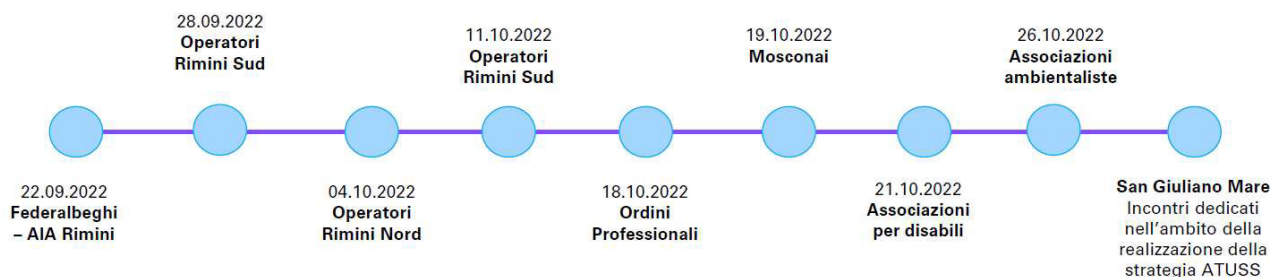 22.09.2022
Federalbeghi
– AIA Rimini
28.09.2022
Operatori
Rimini Sud
04.10.2022
Operatori
Rimini Nord
11.10.2022
Operatori
Rimini Sud
18.10.2022
Ordini
Professionali
19.10.2022
Mosconai
21.10.2022
Associazioni
per disabili
26.10.2022
Associazioni
ambientaliste
San Giuliano Mare
Incontri dedicati
nell’ambito della
realizzazione della
strategia ATUSS